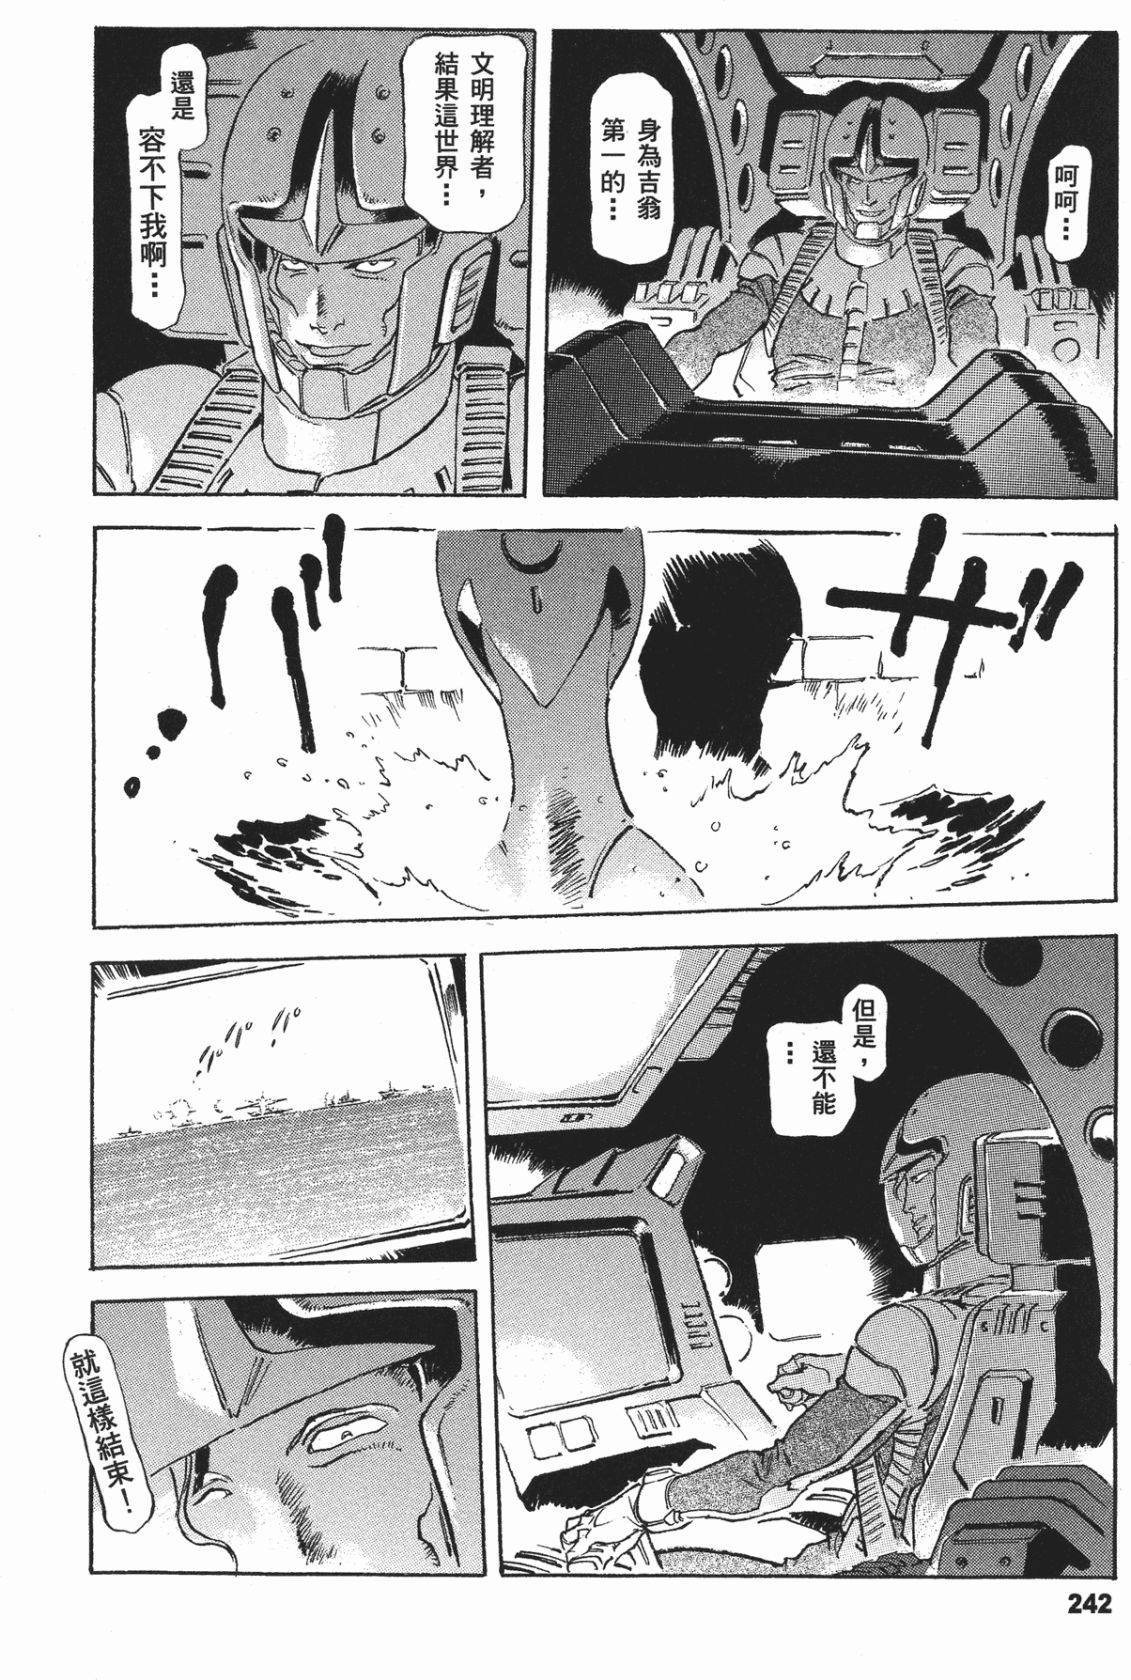 呵呵…
身為吉翁
第一的…
文明理解者，
結果這世界…
還是
容不下我啊…
ザザ
但是，
還不能
…
就這樣結束！
242